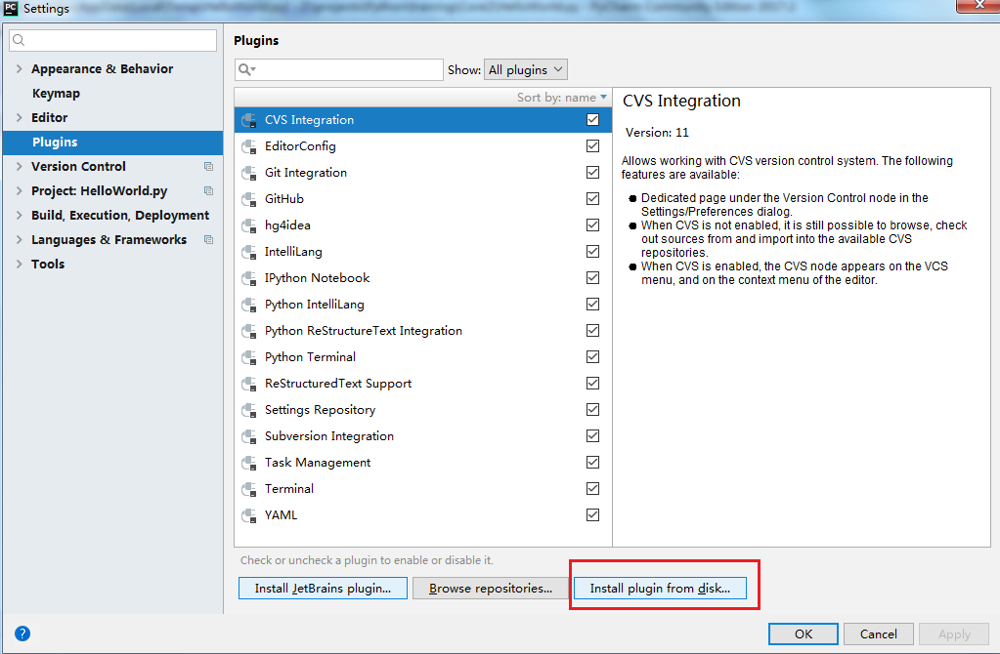 PC Settings
Plugins
Appearance & Behavior
Keymap
Editor
Plugins
Version Control
Project: HelloWorld.py
Build, Execution, Deployment
Languages & Frameworks
Tools
Show: All plugins
Sort by: name
CVS Integration
EditorConfig
Git Integration
GitHub
hg4idea
IntelliLang
IPython Notebook
Python IntelliLang
Python ReStructureText Integration
Python Terminal
ReStructuredText Support
Settings Repository
Subversion Integration
Task Management
Terminal
YAML
CVS Integration
Version: 11
Allows working with CVS version control system. The following
features are available:
Dedicated page under the Version Control node in the
Settings/Preferences dialog.
When CVS is not enabled, it is still possible to browse, check
out sources from and import into the available CVS
repositories.
When CVS is enabled, the CVS node appears on the VCS
menu, and on the context menu of the editor.
Check or uncheck a plugin to enable or disable it.
Install JetBrains plugin... Browse repositories... Install plugin from disk...
? OK Cancel Apply